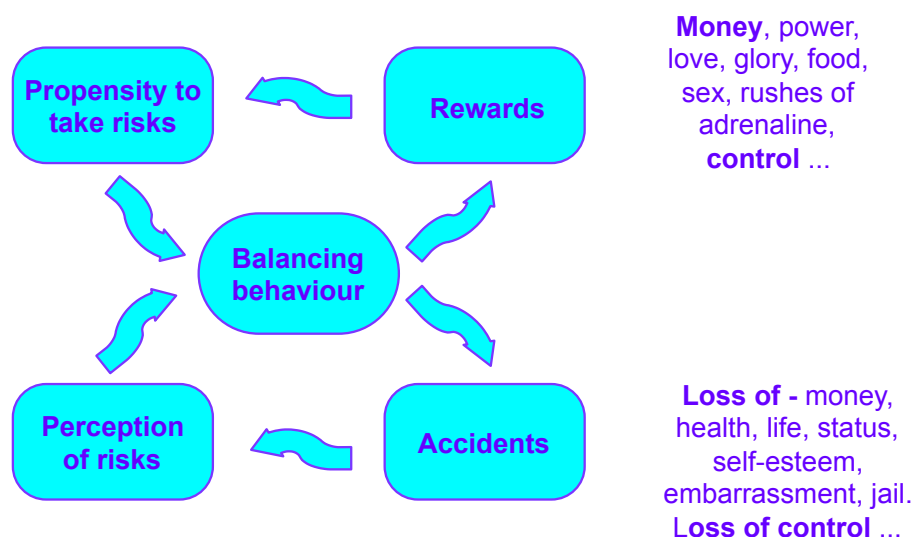 Propensity to
take risks
Rewards
Money, power,
love, glory, food,
sex, rushes of
adrenaline,
control ...
Balancing
behaviour
Perception
of risks
Accidents
Loss of - money,
health, life, status,
self-esteem,
embarrassment, jail.
Loss of control ...